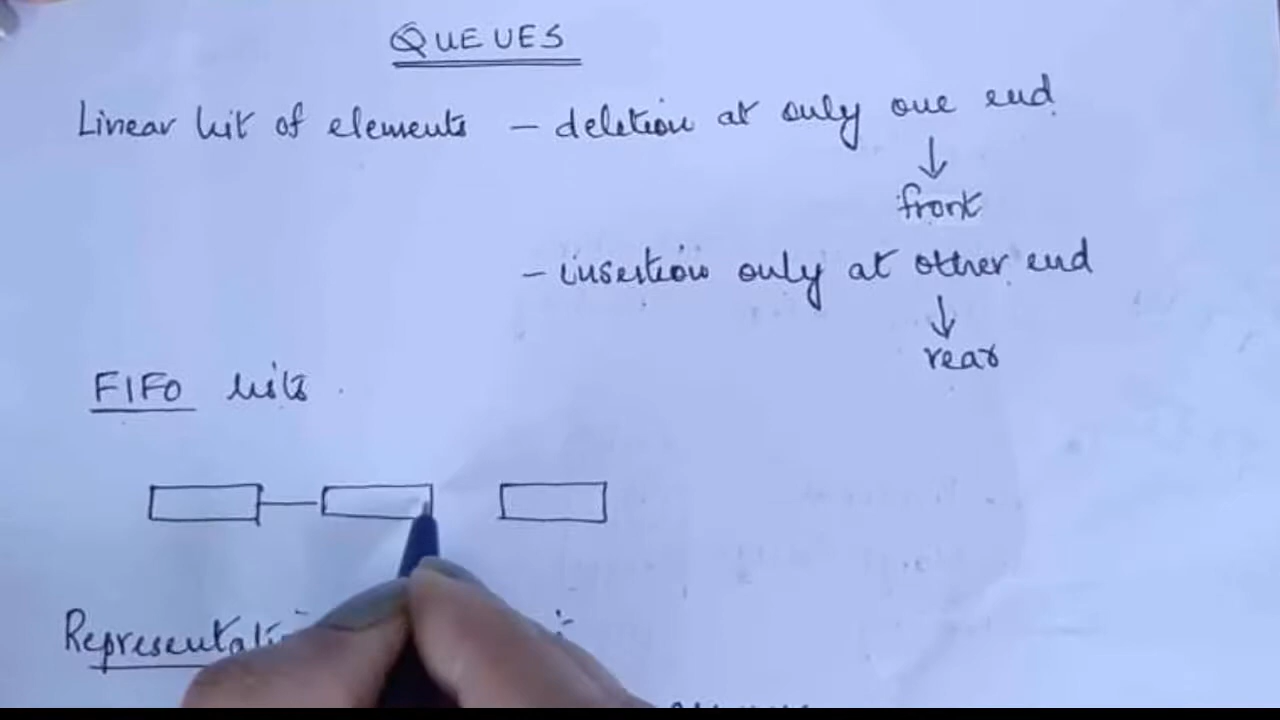 QUEUES
Linear list of elements – deletion at only one end.
↓
front
– insertion only at other end
↓
rear
FIFO lists.